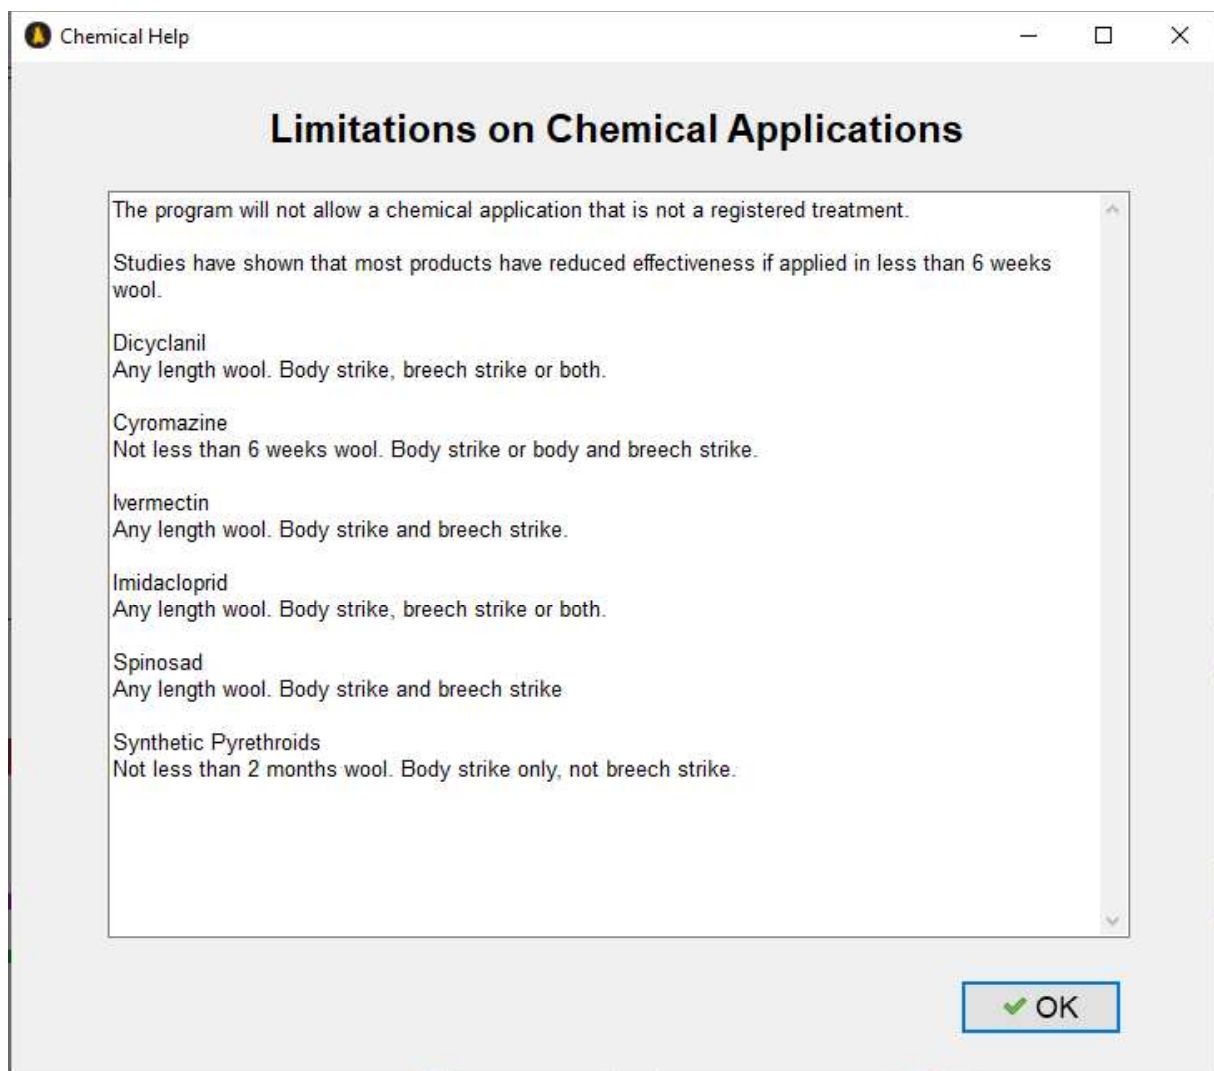 Chemical Help
Limitations on Chemical Applications
The program will not allow a chemical application that is not a registered treatment.
Studies have shown that most products have reduced effectiveness if applied in less than 6 weeks
wool.
Dicyclanil
Any length wool. Body strike, breech strike or both.
Cyromazine
Not less than 6 weeks wool. Body strike or body and breech strike.
Ivermectin
Any length wool. Body strike and breech strike.
Imidacloprid
Any length wool. Body strike, breech strike or both.
Spinosad
Any length wool. Body strike and breech strike
Synthetic Pyrethroids
Not less than 2 months wool. Body strike only, not breech strike.
OK